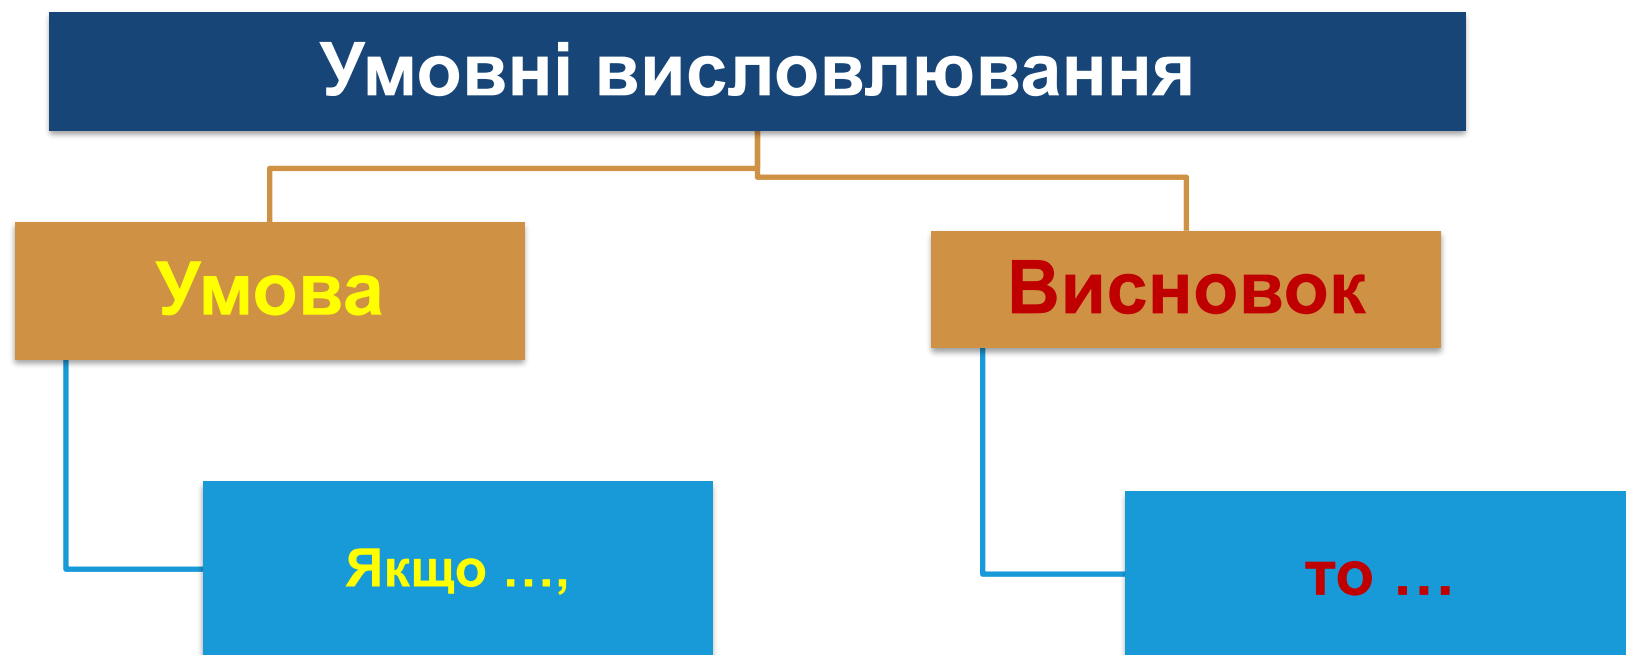 Умовні висловлювання
Умова
Висновок
Якщо ...,
то ...